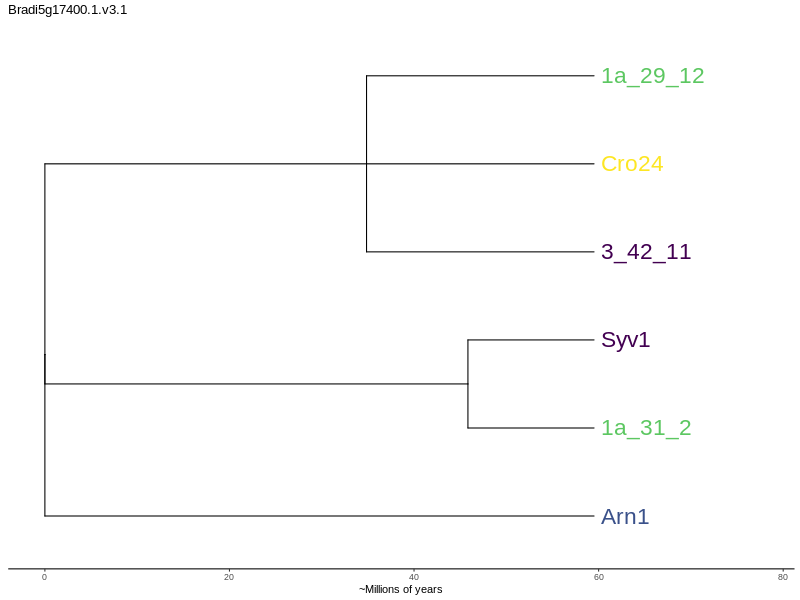 Bradi5g17400.1.v3.1
1a_29_12
Cro24
3_42_11
Syv1
1a_31_2
Arn1
0 20 40 60 80
~Millions of years